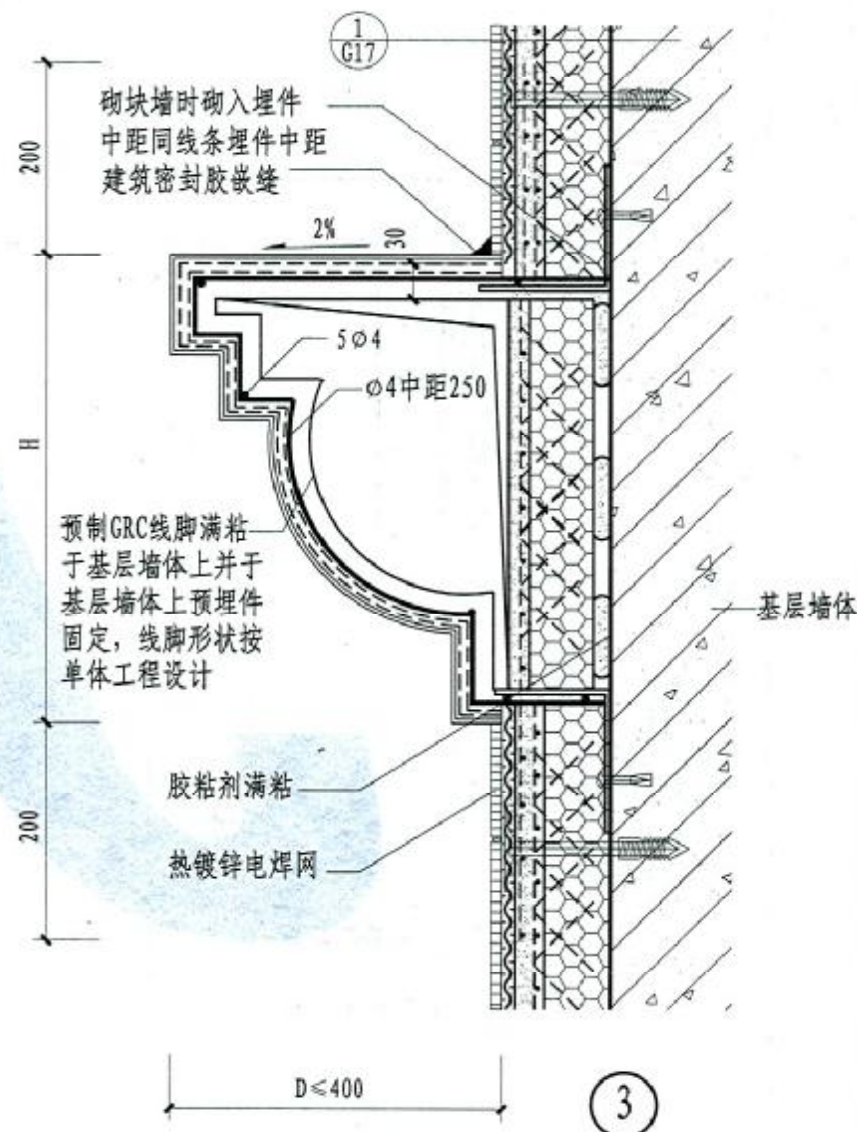 1
G17
砌块墙时砌入埋件
中距同线条埋件中距
建筑密封胶嵌缝
200
2%
30
5Ø4
Ø4中距250
H
预制GRC线脚满粘
于基层墙体上并于
基层墙体上预埋件
固定，线脚形状按
单体工程设计
基层墙体
胶粘剂满粘
200
热镀锌电焊网
D≤400
3